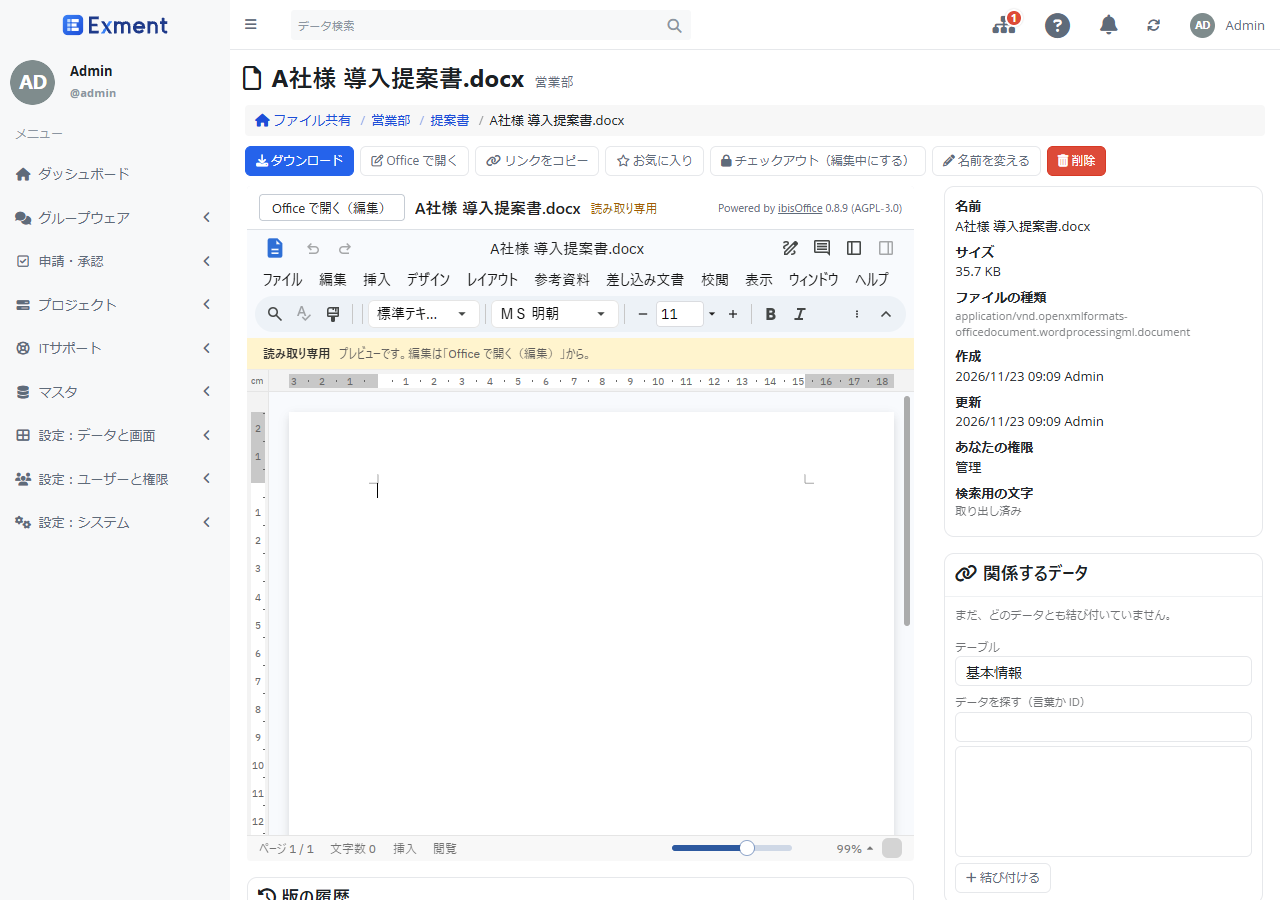 Exment
データ検索
1
?
AD
Admin
AD
Admin
@admin
メニュー
ダッシュボード
グループウェア
申請・承認
プロジェクト
ITサポート
マスタ
設定：データと画面
設定：ユーザーと権限
設定：システム
A社様 導入提案書.docx 営業部
ファイル共有 / 営業部 / 提案書 / A社様 導入提案書.docx
ダウンロード
Office で開く
リンクをコピー
お気に入り
チェックアウト（編集中にする）
名前を変える
削除
Office で開く（編集）
A社様 導入提案書.docx 読み取り専用
Powered by ibisOffice 0.8.9 (AGPL-3.0)
A社様 導入提案書.docx
ファイル 編集 挿入 デザイン レイアウト 参考資料 差し込み文書 校閲 表示 ウィンドウ ヘルプ
標準テキ... ＭＳ 明朝 − 11 + B I
読み取り専用 プレビューです。編集は「Office で開く（編集）」から。
cm 3 2 1 1 2 3 4 5 6 7 8 9 10 11 12 13 14 15 16 17 18
2
1
1
2
3
4
5
6
7
8
9
10
11
12
ページ 1 / 1 文字数 0 挿入 閲覧 99%
版の履歴
名前
A社様 導入提案書.docx
サイズ
35.7 KB
ファイルの種類
application/vnd.openxmlformats-
officedocument.wordprocessingml.document
作成
2026/11/23 09:09 Admin
更新
2026/11/23 09:09 Admin
あなたの権限
管理
検索用の文字
取り出し済み
関係するデータ
まだ、どのデータとも結び付いていません。
テーブル
基本情報
データを探す（言葉か ID）
+ 結び付ける